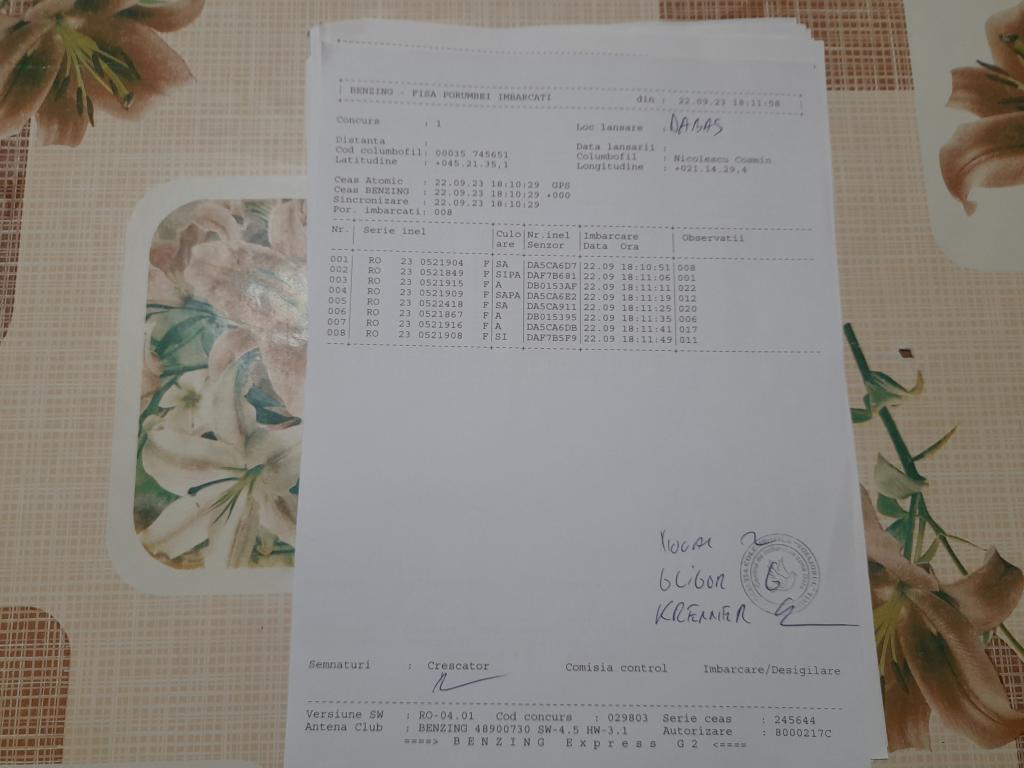 BENZING - FISA PORUMBEI IMBARCATI din : 22.09.23 18:11:58
Concurs : 1 Loc lansare : DABAS
Distanta : Data lansarii :
Cod columbofil: 00035 745651 Columbofil : Nicolescu Cosmin
Latitudine : +045.21.35,1 Longitudine : +021.14.29,4
Ceas Atomic : 22.09.23 18:10:29 GPS
Ceas BENZING : 22.09.23 18:10:29 +000
Sincronizare : 22.09.23 18:10:29
Por. imbarcati: 008
Nr. Serie inel Culo Nr.inel Imbarcare Observatii
are Senzor Data Ora
001 RO 23 0521904 F SA DA5CA6D7 22.09 18:10:51 008
002 RO 23 0521849 F SIPA DAF7B681 22.09 18:11:06 001
003 RO 23 0521915 F A DB0153AF 22.09 18:11:11 022
004 RO 23 0521909 F SAPA DA5CA6E2 22.09 18:11:19 012
005 RO 23 0522418 F SA DA5CA911 22.09 18:11:25 020
006 RO 23 0521867 F A DB015395 22.09 18:11:35 006
007 RO 23 0521916 F A DA5CA6DB 22.09 18:11:41 017
008 RO 23 0521908 F SI DAF7B5F9 22.09 18:11:49 011
GLIGOR
KREMMER
Semnaturi : Crescator Comisia control Imbarcare/Desigilare
Versiune SW : RO-04.01 Cod concurs : 029803 Serie ceas : 245644
Antena Club : BENZING 48900730 SW-4.5 HW-3.1 Autorizare : 8000217C
====> B E N Z I N G E x p r e s s G 2 <====